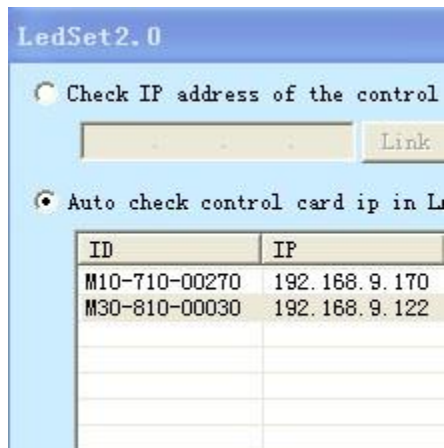 LedSet2.0
Check IP address of the control
Link
Auto check control card ip in
ID IP
M10-710-00270 192.168.9.170
M30-810-00030 192.168.9.122